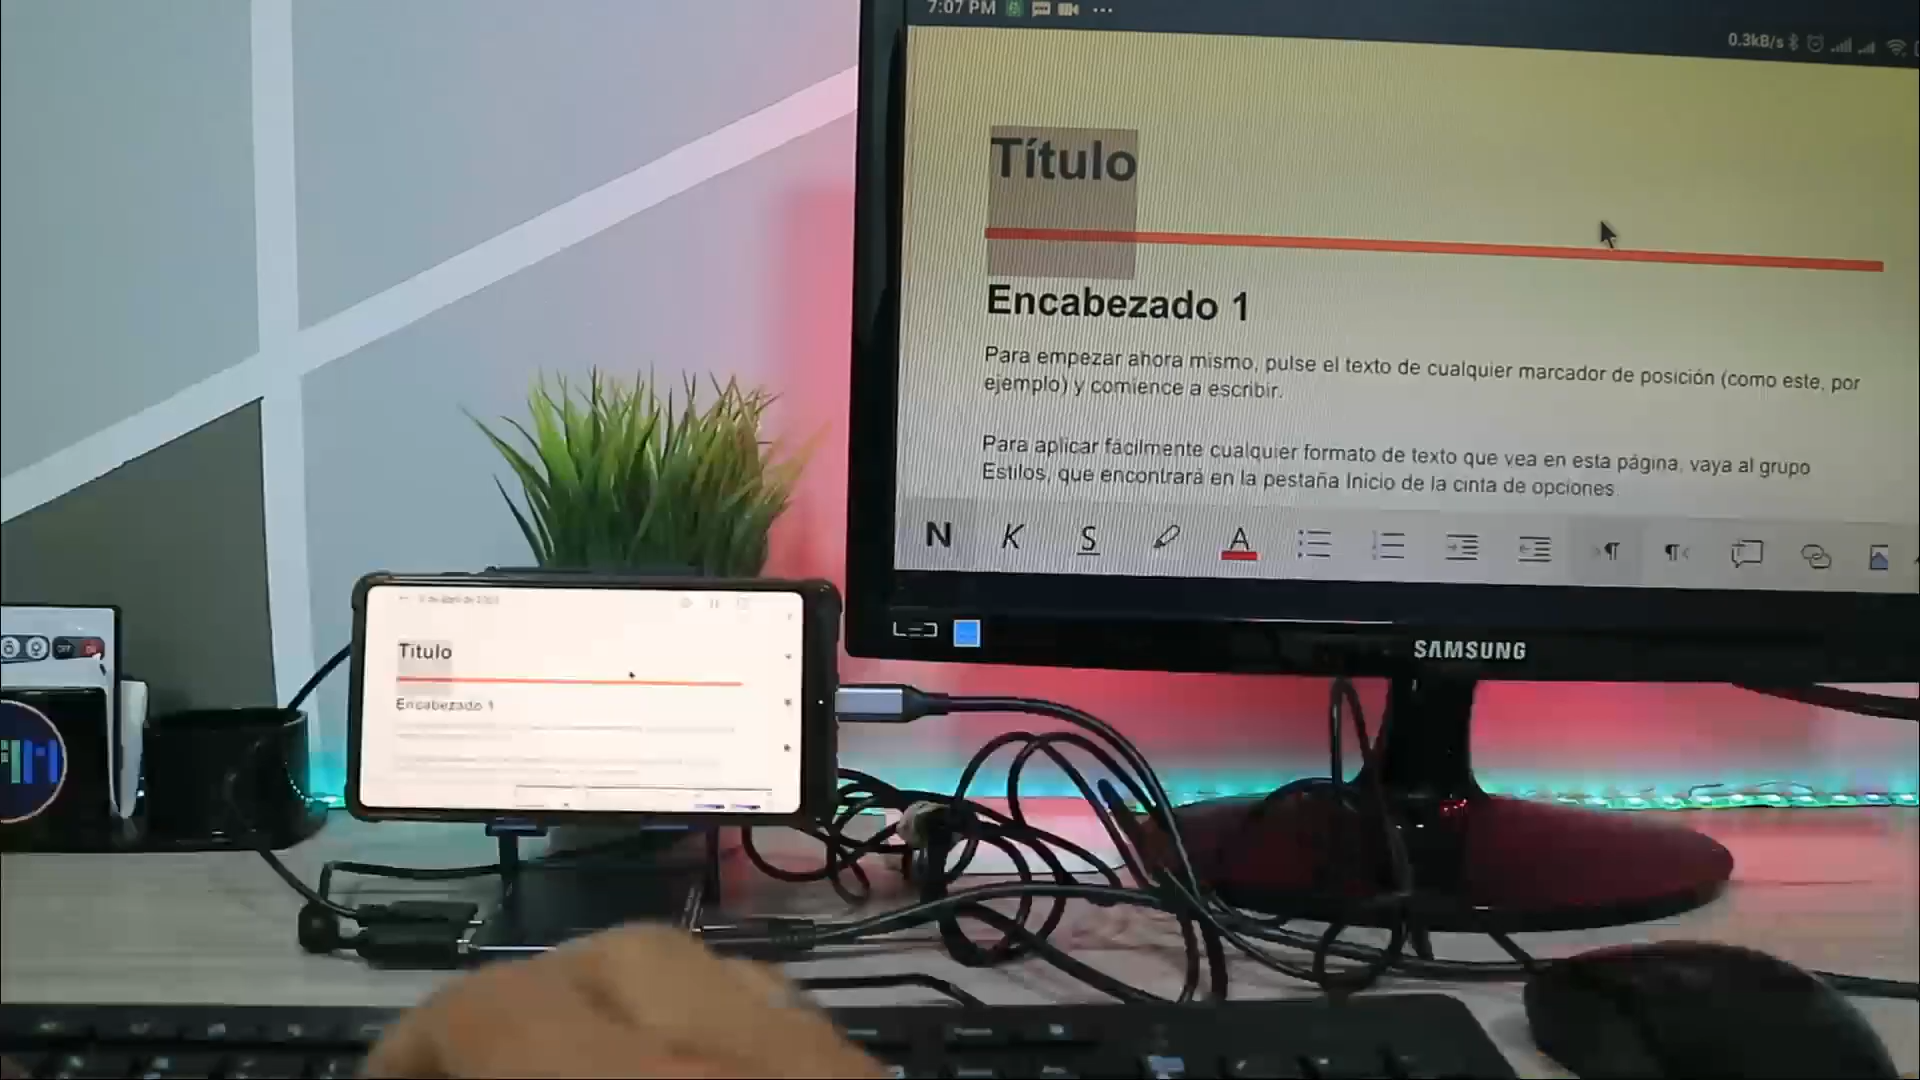 7:07 PM
0.3kB/s
Título
Encabezado 1
Para empezar ahora mismo, pulse el texto de cualquier marcador de posición (como este, por
ejemplo) y comience a escribir.
Para aplicar fácilmente cualquier formato de texto que vea en esta página, vaya al grupo
Estilos, que encontrará en la pestaña Inicio de la cinta de opciones
N K S A
SAMSUNG
Título
Encabezado 1
OFF